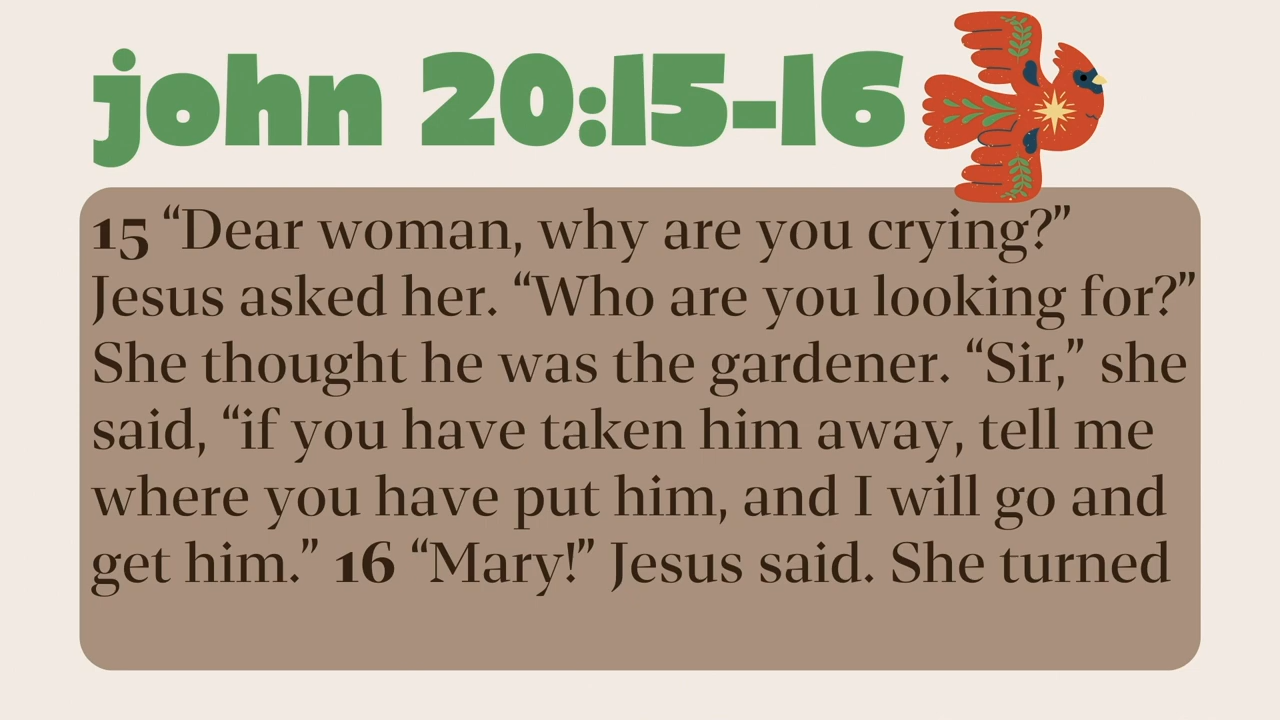 john 20:15-16
15 “Dear woman, why are you crying?”
Jesus asked her. “Who are you looking for?”
She thought he was the gardener. “Sir,” she
said, “if you have taken him away, tell me
where you have put him, and I will go and
get him.” 16 “Mary!” Jesus said. She turned